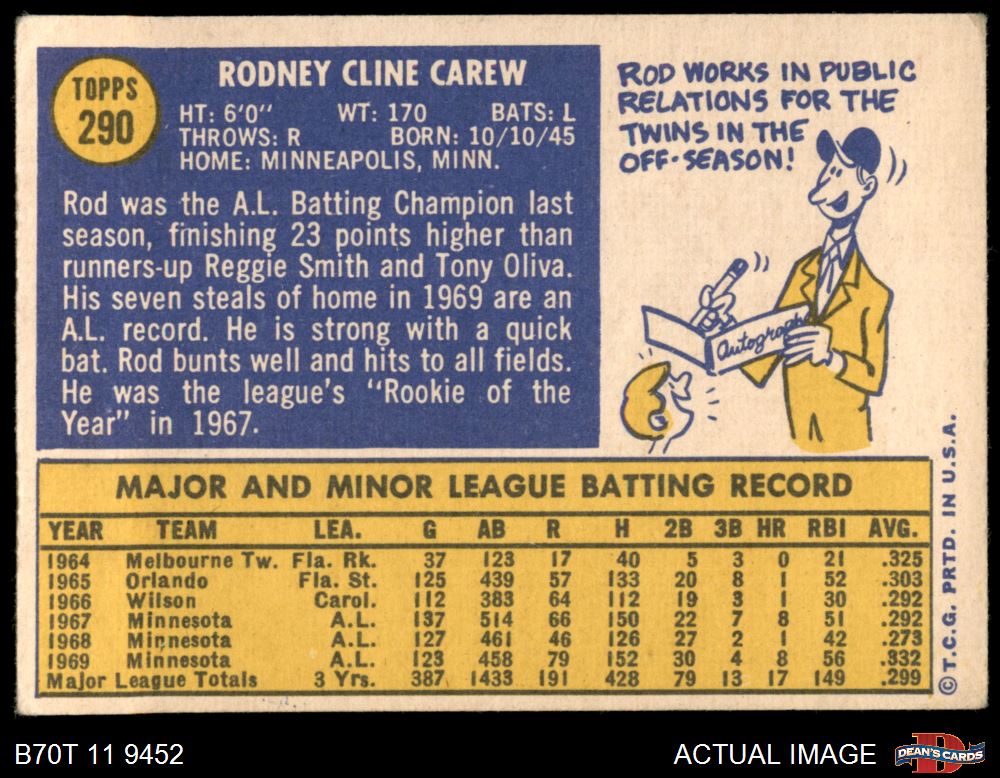 TOPPS
290
RODNEY CLINE CAREW
HT: 6'0" WT: 170 BATS: L
THROWS: R BORN: 10/10/45
HOME: MINNEAPOLIS, MINN.
Rod was the A.L. Batting Champion last
season, finishing 23 points higher than
runners-up Reggie Smith and Tony Oliva.
His seven steals of home in 1969 are an
A.L. record. He is strong with a quick
bat. Rod bunts well and hits to all fields.
He was the league's "Rookie of the
Year" in 1967.
ROD WORKS IN PUBLIC
RELATIONS FOR THE
TWINS IN THE
OFF-SEASON!
Autographs
MAJOR AND MINOR LEAGUE BATTING RECORD
YEAR TEAM LEA. G AB R H 2B 3B HR RBI AVG.
1964 Melbourne Tw. Fla. Rk. 37 123 17 40 5 3 0 21 .325
1965 Orlando Fla. St. 125 439 57 133 20 8 1 52 .303
1966 Wilson Carol. 112 383 64 112 19 3 1 30 .292
1967 Minnesota A.L. 137 514 66 150 22 7 8 51 .292
1968 Minnesota A.L. 127 461 46 126 27 2 1 42 .273
1969 Minnesota A.L. 123 458 79 152 30 4 8 56 .332
Major League Totals 3 Yrs. 387 1433 191 428 79 13 17 149 .299
© T.C.G. PRTD. IN U.S.A.
B70T 11 9452
ACTUAL IMAGE
DEAN'S CARDS